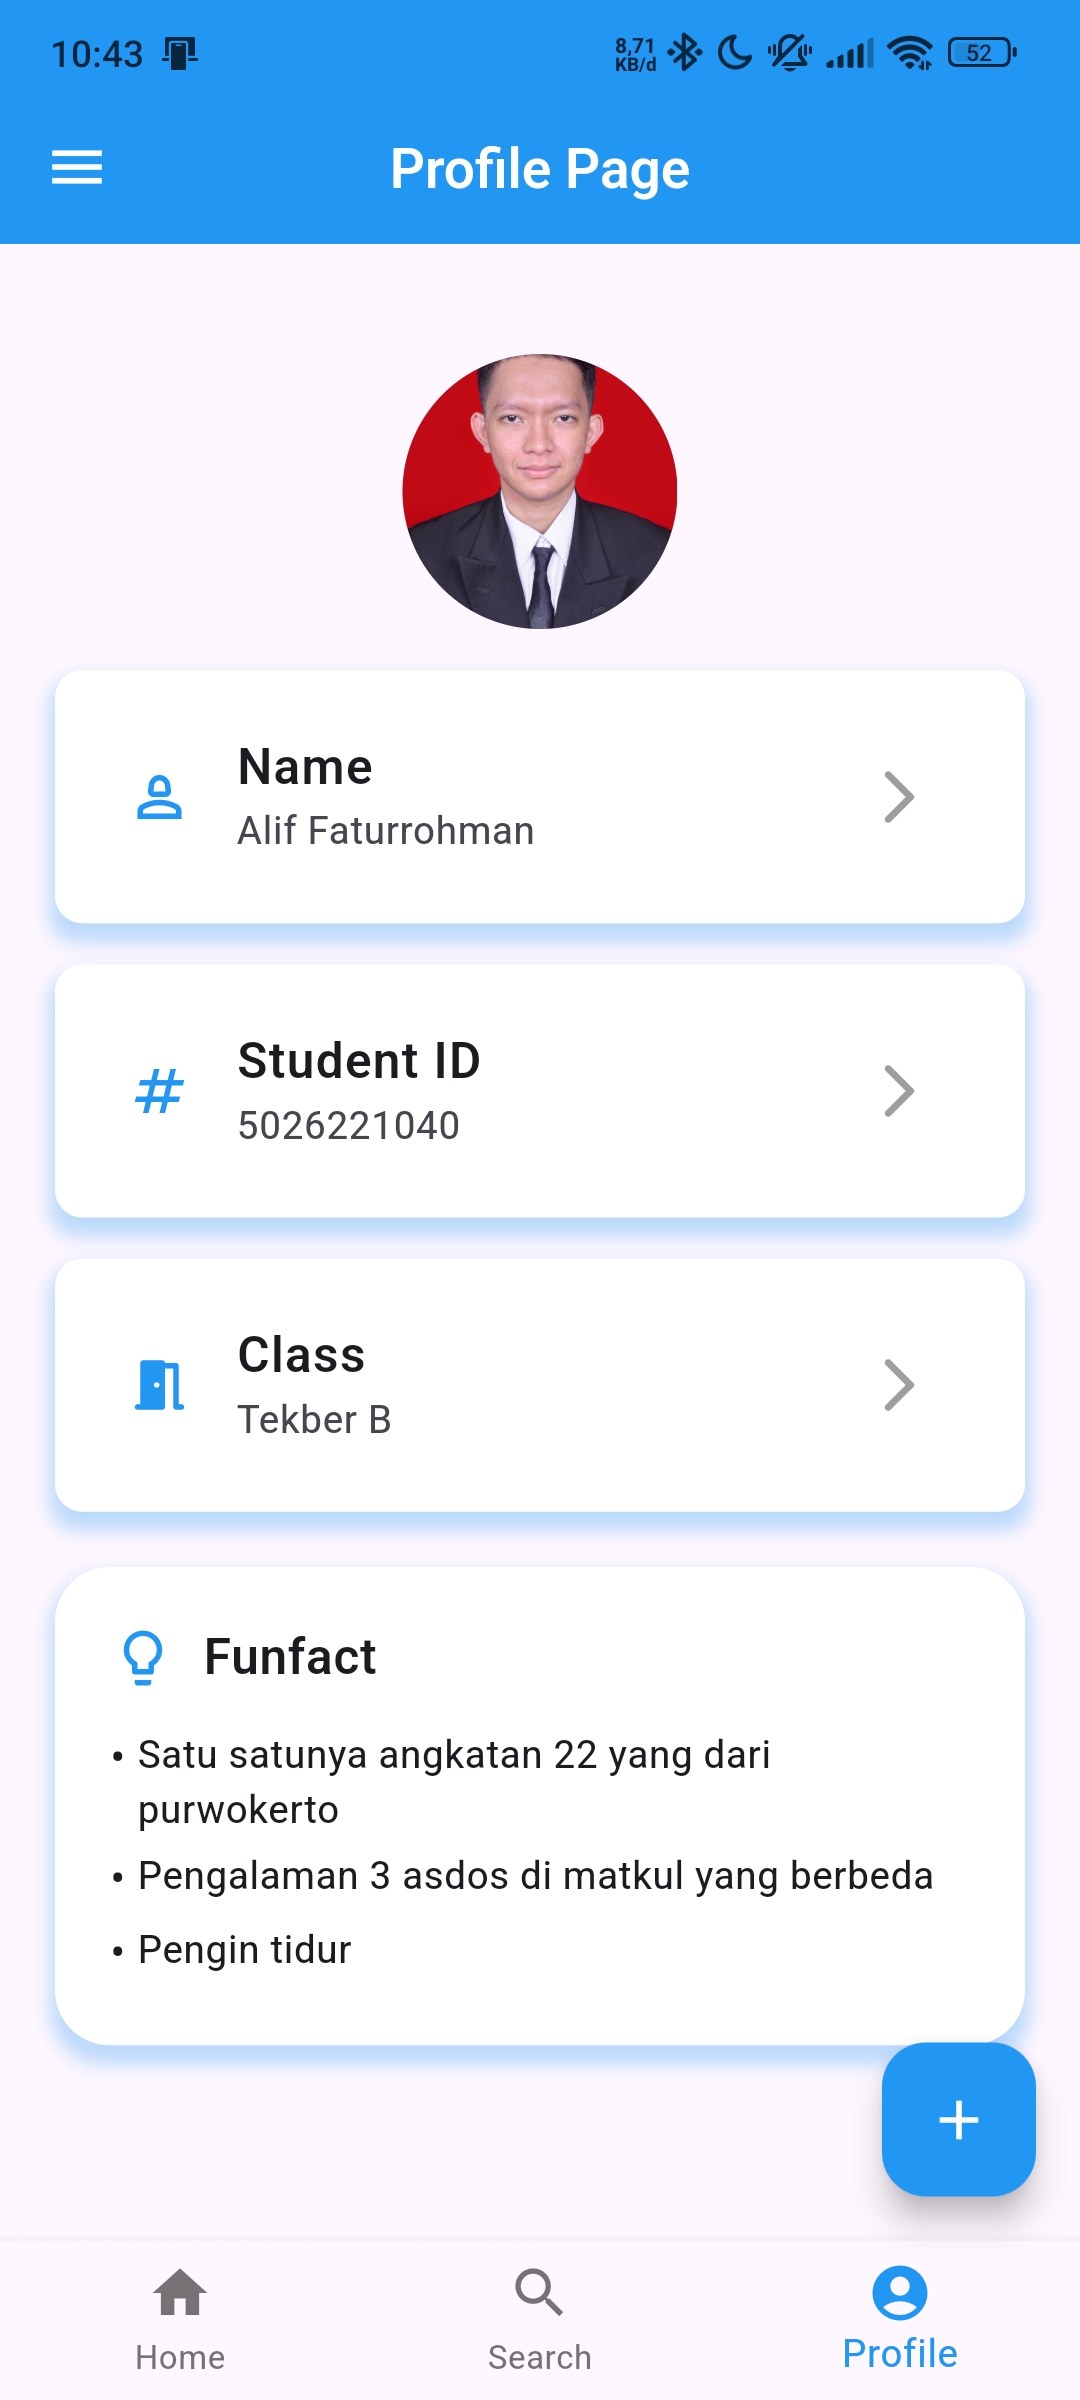 10:43
8,71
KB/d
52
Profile Page
Name
Alif Faturrohman
Student ID
5026221040
Class
Tekber B
Funfact
• Satu satunya angkatan 22 yang dari
purwokerto
• Pengalaman 3 asdos di matkul yang berbeda
• Pengin tidur
Home
Search
Profile